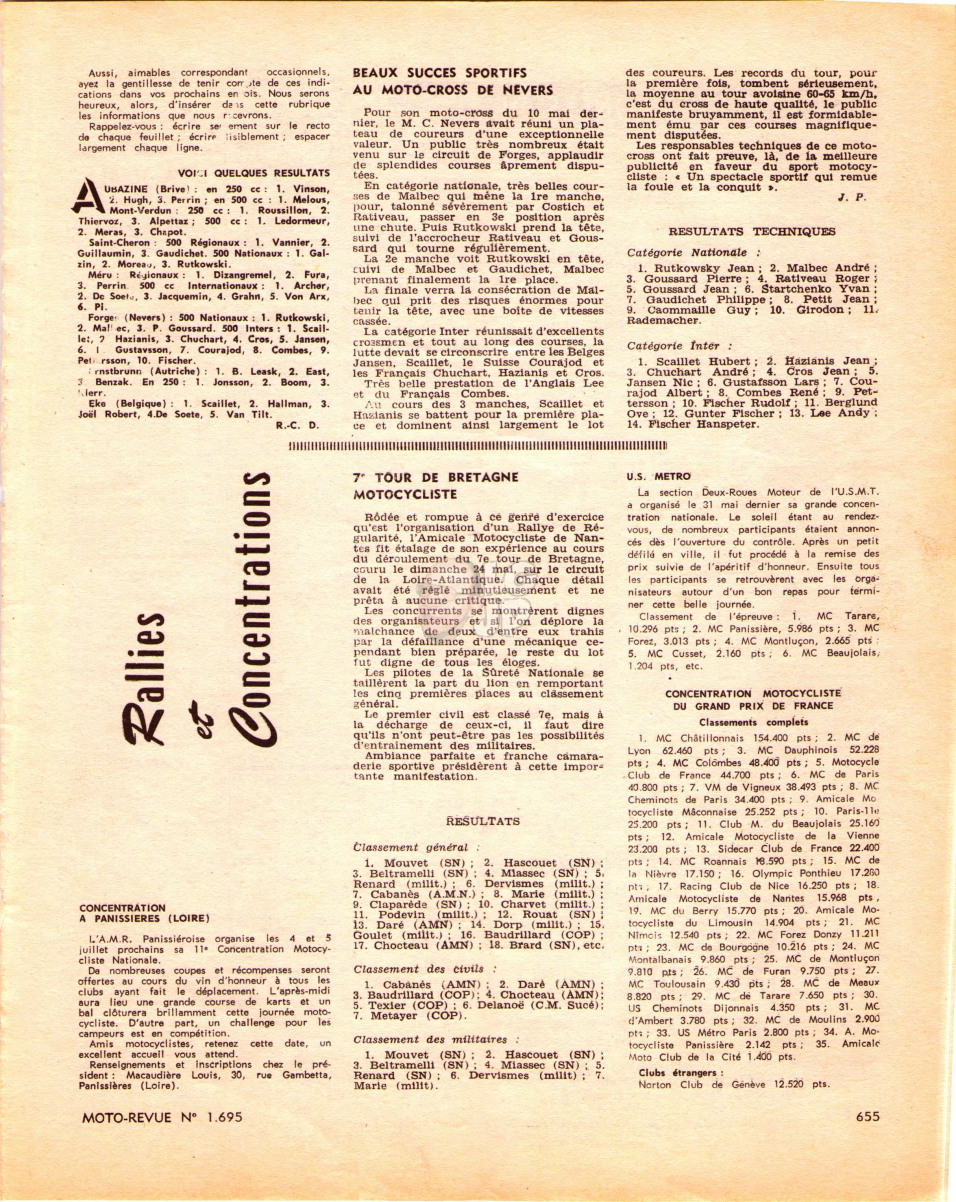 Aussi, aimables correspondant occasionnels,
ayez la gentillesse de tenir compte de ces indi-
cations dans vos prochains en ois. Nous serons
heureux, alors, d'insérer dans cette rubrique
les informations que nous recevrons.
Rappelez-vous : écrire seulement sur le recto
de chaque feuillet ; écrire lisiblement ; espacer
largement chaque ligne.
VOICI QUELQUES RESULTATS
AUBAZINE (Brive) : en 250 cc : 1. Vinson,
2. Hugh, 3. Perrin ; en 500 cc : 1. Melous,
Mont-Verdun : 250 cc : 1. Roussillon, 2.
Thiervoz, 3. Alpettaz ; 500 cc : 1. Ledormeur,
2. Meras, 3. Chapot.
Saint-Cheron : 500 Régionaux : 1. Vannier, 2.
Guillaumin, 3. Gaudichet. 500 Nationaux : 1. Gal-
zin, 2. Moreau, 3. Rutkowski.
Méru : Régionaux : 1. Dizangremel, 2. Fura,
3. Perrin. 500 cc Internationaux : 1. Archer,
2. De Soete, 3. Jacquemin, 4. Grahn, 5. Von Arx,
6. Pi.
Forges (Nevers) : 500 Nationaux : 1. Rutkowski,
2. Malbec, 3. P. Goussard. 500 Inters : 1. Scail-
let, 2 Hazianis, 3. Chuchart, 4. Cros, 5. Jansen,
6. L Gustavsson, 7. Courajod, 8. Combes, 9.
Pettersson, 10. Fischer.
rnstbrunn (Autriche) : 1. B. Leask, 2. East,
3 Benzak. En 250 : 1. Jonsson, 2. Boom, 3.
ierr.
Eke (Belgique) : 1. Scaillet, 2. Hallman, 3.
Joël Robert, 4.De Soete, 5. Van Tilt.
R.-C. D.
BEAUX SUCCES SPORTIFS
AU MOTO-CROSS DE NEVERS
Pour son moto-cross du 10 mai der-
nier, le M. C. Nevers avait réuni un pla-
teau de coureurs d'une exceptionnelle
valeur. Un public très nombreux était
venu sur le circuit de Forges, applaudir
de splendides courses âprement dispu-
tées.
En catégorie nationale, très belles cour-
ses de Malbec qui mène la 1re manche,
pour, talonné sévèrement par Costich et
Rativeau, passer en 3e position après
une chute. Puis Rutkowski prend la tête,
suivi de l'accrocheur Rativeau et Gous-
sard qui tourne régulièrement.
La 2e manche voit Rutkowski en tête,
suivi de Malbec et Gaudichet, Malbec
prenant finalement la 1re place.
La finale verra la consécration de Mal-
bec qui prit des risques énormes pour
tenir la tête, avec une boîte de vitesses
cassée.
La catégorie Inter réunissait d'excellents
crossmen et tout au long des courses, la
lutte devait se circonscrire entre les Belges
Jansen, Scaillet, le Suisse Courajod et
les Français Chuchart, Hazianis et Cros.
Très belle prestation de l'Anglais Lee
et du Français Combes.
Au cours des 3 manches, Scaillet et
Hazianis se battent pour la première pla-
ce et dominent ainsi largement le lot
des coureurs. Les records du tour, pour
la première fois, tombent sérieusement,
la moyenne au tour avoisine 60-65 km/h,
c'est du cross de haute qualité, le public
manifeste bruyamment, il est formidable-
ment ému par ces courses magnifique-
ment disputées.
Les responsables techniques de ce moto-
cross ont fait preuve, là, de la meilleure
publicité en faveur du sport motocy-
cliste : « Un spectacle sportif qui remue
la foule et la conquit ».
J. P.
RESULTATS TECHNIQUES
Catégorie Nationale :
1. Rutkowsky Jean ; 2. Malbec André ;
3. Goussard Pierre ; 4. Rativeau Roger ;
5. Goussard Jean ; 6. Startchenko Yvan ;
7. Gaudichet Philippe ; 8. Petit Jean ;
9. Caommaille Guy ; 10. Girodon ; 11.
Rademacher.
Catégorie Inter :
1. Scaillet Hubert ; 2. Hazianis Jean ;
3. Chuchart André ; 4. Cros Jean ; 5.
Jansen Nic ; 6. Gustafsson Lars ; 7. Cou-
rajod Albert ; 8. Combes René ; 9. Pet-
tersson ; 10. Fischer Rudolf ; 11. Berglund
Ove ; 12. Gunter Fischer ; 13. Lee Andy ;
14. Fischer Hanspeter.
Rallies
et
Concentrations
CONCENTRATION
A PANISSIERES (LOIRE)
L'A.M.R. Panissiéroise organise les 4 et 5
juillet prochains sa 11e Concentration Motocy-
cliste Nationale.
De nombreuses coupes et récompenses seront
offertes au cours du vin d'honneur à tous les
clubs ayant fait le déplacement. L'après-midi
aura lieu une grande course de karts et un
bal clôturera brillamment cette journée moto-
cycliste. D'autre part, un challenge pour les
campeurs est en compétition.
Amis motocyclistes, retenez cette date, un
excellent accueil vous attend.
Renseignements et inscriptions chez le pré-
sident : Macaudière Louis, 30, rue Gambetta,
Panissières (Loire).
7e TOUR DE BRETAGNE
MOTOCYCLISTE
Rôdée et rompue à ce genre d'exercice
qu'est l'organisation d'un Rallye de Ré-
gularité, l'Amicale Motocycliste de Nan-
tes fit étalage de son expérience au cours
du déroulement du 7e tour de Bretagne,
couru le dimanche 24 mai, sur le circuit
de la Loire-Atlantique. Chaque détail
avait été réglé minutieusement et ne
prêta à aucune critique.
Les concurrents se montrèrent dignes
des organisateurs et si l'on déplore la
malchance de deux d'entre eux trahis
par la défaillance d'une mécanique ce-
pendant bien préparée, le reste du lot
fut digne de tous les éloges.
Les pilotes de la Sûreté Nationale se
taillèrent la part du lion en remportant
les cinq premières places au classement
général.
Le premier civil est classé 7e, mais à
la décharge de ceux-ci, il faut dire
qu'ils n'ont peut-être pas les possibilités
d'entraînement des militaires.
Ambiance parfaite et franche camara-
derie sportive présidèrent à cette impor-
tante manifestation.
RESULTATS
Classement général :
1. Mouvet (SN) ; 2. Hascouet (SN) ;
3. Beltramelli (SN) ; 4. Miassec (SN) ; 5.
Renard (milit.) ; 6. Dervismes (milit.) ;
7. Cabanès (A.M.N.) ; 8. Marie (milit.) ;
9. Claparède (SN) ; 10. Charvet (milit.) ;
11. Podevin (milit.) ; 12. Rouat (SN) ;
13. Daré (AMN) ; 14. Dorp (milit.) ; 15.
Goulet (milit.) ; 16. Baudrillard (COP) ;
17. Chocteau (AMN) ; 18. Brard (SN), etc.
Classement des Civils :
1. Cabanès (AMN) ; 2. Daré (AMN) ;
3. Baudrillard (COP); 4. Chocteau (AMN);
5. Texier (COP) ; 6. Delanoë (C.M. Sucé);
7. Metayer (COP).
Classement des militaires :
1. Mouvet (SN) ; 2. Hascouet (SN) ;
3. Beltramelli (SN) ; 4. Miassec (SN) ; 5.
Renard (SN) ; 6. Dervismes (milit) ; 7.
Marie (milit).
U.S. METRO
La section Deux-Roues Moteur de l'U.S.M.T.
a organisé le 31 mai dernier sa grande concen-
tration nationale. Le soleil étant au rendez-
vous, de nombreux participants étaient annon-
cés dès l'ouverture du contrôle. Après un petit
défilé en ville, il fut procédé à la remise des
prix suivie de l'apéritif d'honneur. Ensuite tous
les participants se retrouvèrent avec les orga-
nisateurs autour d'un bon repas pour termi-
ner cette belle journée.
Classement de l'épreuve : 1. MC Tarare,
10.296 pts ; 2. MC Panissière, 5.986 pts ; 3. MC
Forez, 3.013 pts ; 4. MC Montluçon, 2.665 pts ;
5. MC Cusset, 2.160 pts ; 6. MC Beaujolais,
1.204 pts, etc.
CONCENTRATION MOTOCYCLISTE
DU GRAND PRIX DE FRANCE
Classements complets
1. MC Châtillonnais 154.400 pts ; 2. MC de
Lyon 62.460 pts ; 3. MC Dauphinois 52.228
pts ; 4. MC Colombes 48.400 pts ; 5. Motocycle
Club de France 44.700 pts ; 6. MC de Paris
40.800 pts ; 7. VM de Vigneux 38.493 pts ; 8. MC
Cheminots de Paris 34.400 pts ; 9. Amicale Mo
tocycliste Mâconnaise 25.252 pts ; 10. Paris-11e
25.200 pts ; 11. Club M. du Beaujolais 25.160
pts ; 12. Amicale Motocycliste de la Vienne
23.200 pts ; 13. Sidecar Club de France 22.400
pts ; 14. MC Roannais 18.590 pts ; 15. MC de
la Nièvre 17.150 ; 16. Olympic Ponthieu 17.260
pts ; 17. Racing Club de Nice 16.250 pts ; 18.
Amicale Motocycliste de Nantes 15.968 pts ,
19. MC du Berry 15.770 pts ; 20. Amicale Mo-
tocycliste du Limousin 14.904 pts ; 21. MC
Nîmois 12.540 pts ; 22. MC Forez Donzy 11.211
pts ; 23. MC de Bourgogne 10.216 pts ; 24. MC
Montalbanais 9.860 pts ; 25. MC de Montluçon
9.810 pts ; 26. MC de Furan 9.750 pts ; 27.
MC Toulousain 9.430 pts ; 28. MC de Meaux
8.820 pts ; 29. MC de Tarare 7.650 pts ; 30.
US Cheminots Dijonnais 4.350 pts ; 31. MC
d'Ambert 3.780 pts ; 32. MC de Moulins 2.900
pts ; 33. US Métro Paris 2.800 pts ; 34. A. Mo-
tocycliste Panissière 2.142 pts ; 35. Amicale
Moto Club de la Cité 1.400 pts.
Clubs étrangers :
Norton Club de Genève 12.520 pts.
MOTO-REVUE N° 1.695
655